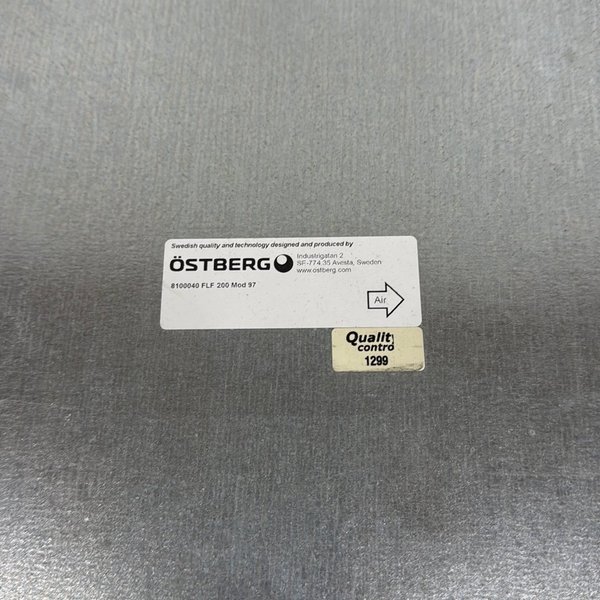 Swedish quality and technology designed and produced by
ÖSTBERG
Industrigatan 2
SE-774 35 Avesta, Sweden
www.ostberg.com
8100040 FLF 200 Mod 97
Air
Qualit
contro
1299